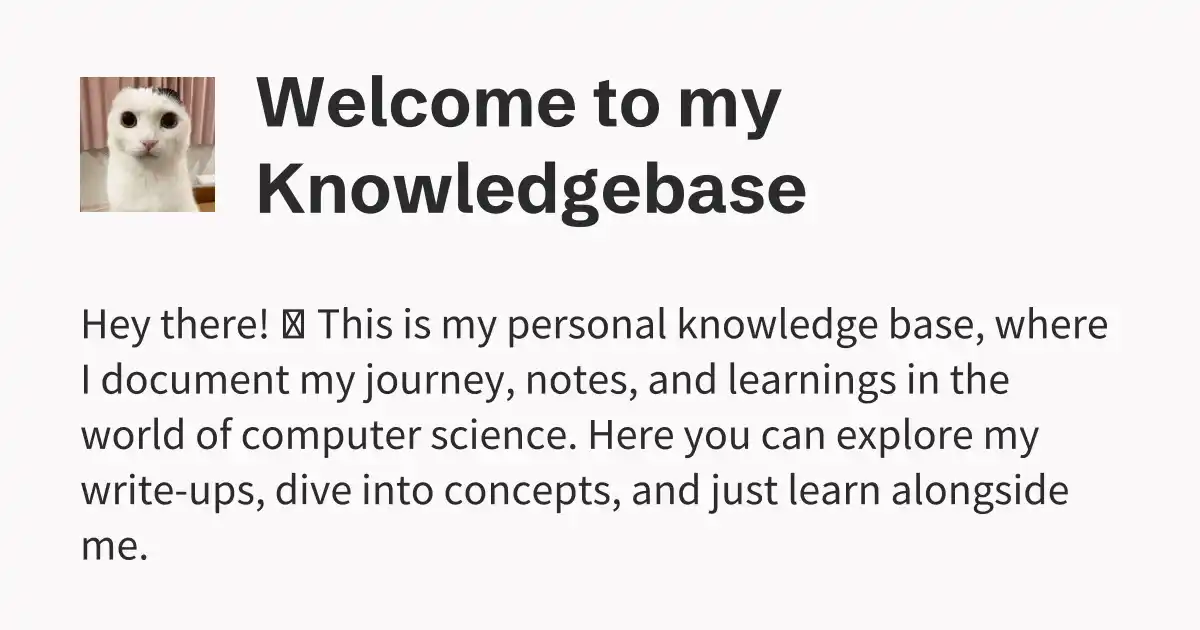 Welcome to my
Knowledgebase
Hey there! This is my personal knowledge base, where
I document my journey, notes, and learnings in the
world of computer science. Here you can explore my
write-ups, dive into concepts, and just learn alongside
me.